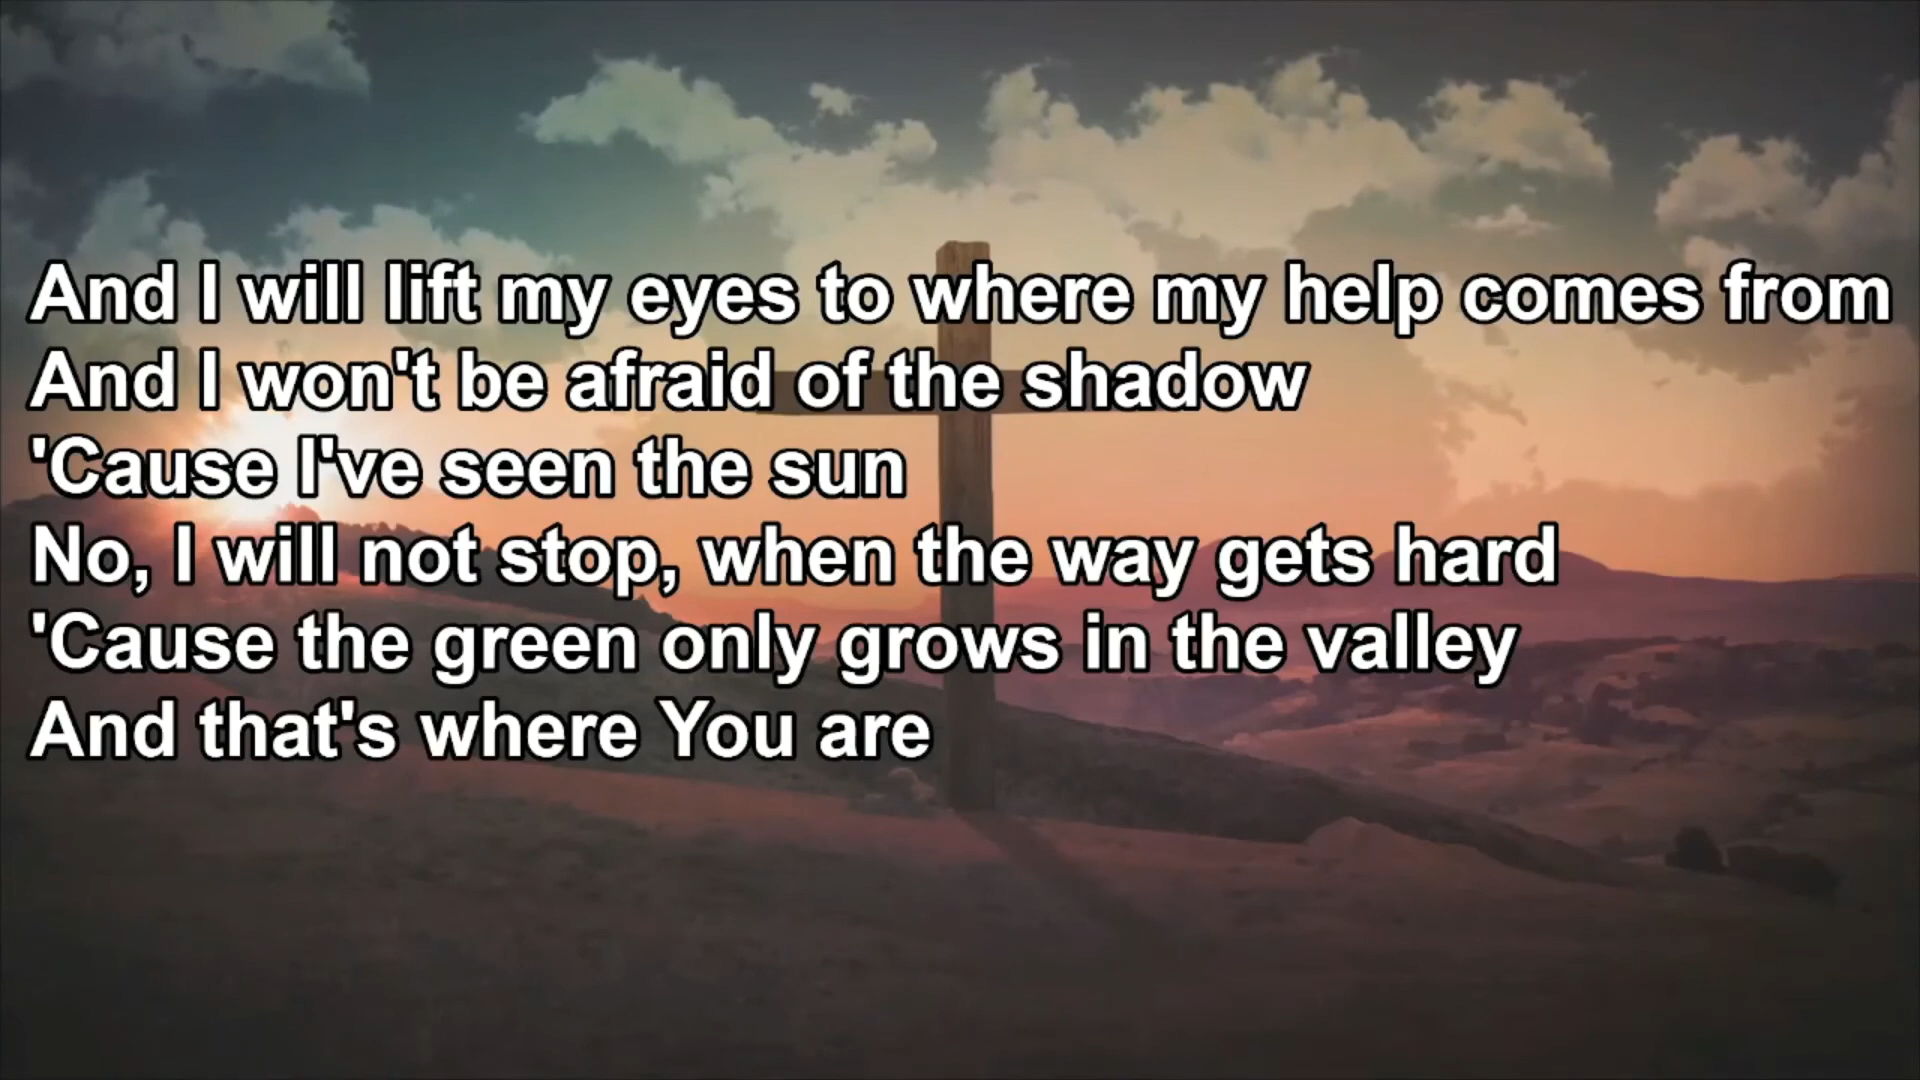 And I will lift my eyes to where my help comes from
And I won't be afraid of the shadow
'Cause I've seen the sun
No, I will not stop, when the way gets hard
'Cause the green only grows in the valley
And that's where You are